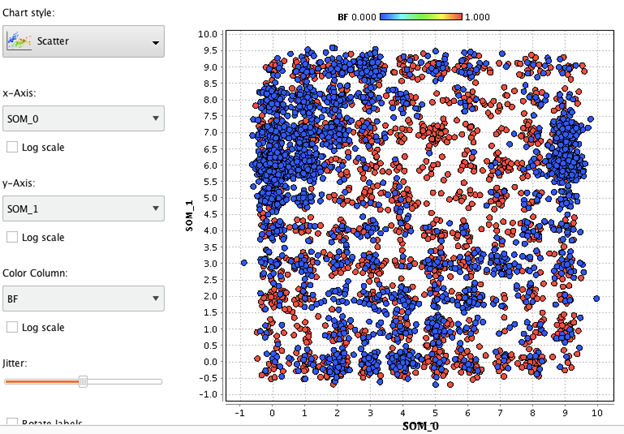 Chart style:
Scatter
x-Axis:
SOM_0
Log scale
y-Axis:
SOM_1
Log scale
Color Column:
BF
Log scale
Jitter:
Rotate labels
BF 0.000 1.000
SOM_1
10.0
9.5
9.0
8.5
8.0
7.5
7.0
6.5
6.0
5.5
5.0
4.5
4.0
3.5
3.0
2.5
2.0
1.5
1.0
0.5
0.0
-0.5
-1.0
-1 0 1 2 3 4 5 6 7 8 9 10
SOM_0